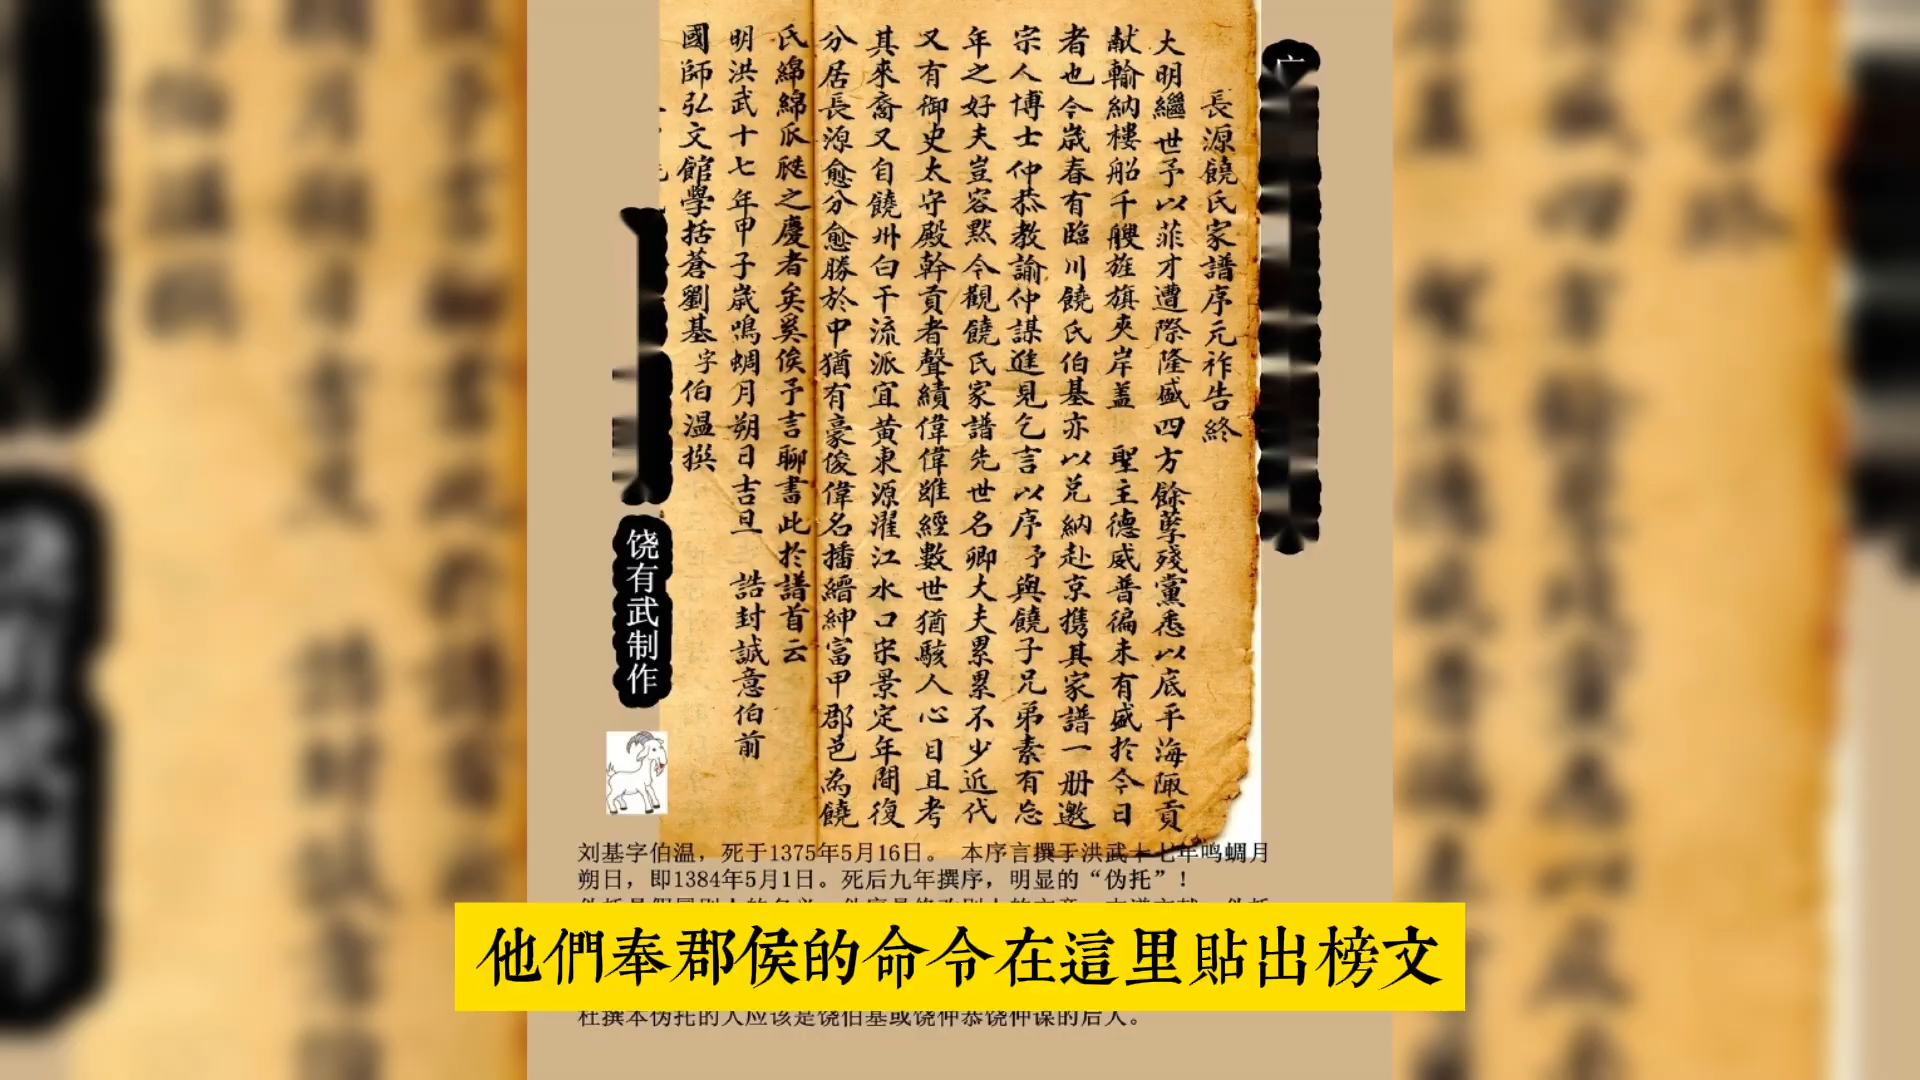 長源饒氏家譜序元祚告終
大明繼世予以菲才遭際隆盛四方餘孽殘黨悉以底平海陬貢
献輸納樓船千艘旌旗夾岸盖 聖主德威普徧未有盛於今日
者也今歲春有臨川饒氏伯基亦以兑納赴京携其家譜一册邀
宗人博士仲恭教諭仲謀進見乞言以序予與饒子兄弟素有忘
年之好夫豈容默今觀饒氏家譜先世名卿大夫累累不少近代
又有御史太守殿幹貢者聲績偉偉雖經數世猶駭人心目且考
其來裔又自饒州白干流派宜黄東源濯江水口宋景定年間復
分居長源愈分愈勝於中猶有豪俊偉名播縉紳富甲郡邑為饒
氏綿綿瓜瓞之慶者矣奚俟予言聊書此於譜首云
明洪武十七年甲子歲鳴蜩月朔日吉旦 誥封誠意伯前
國師弘文館學括蒼劉基字伯温撰
饶有武制作
刘基字伯温，死于1375年5月16日。 本序言撰于洪武十七年鸣蜩月
朔日，即1384年5月1日。死后九年撰序，明显的“伪托”！
他們奉郡侯的命令在這里貼出榜文
杜撰本伪托的人应该是饶伯基或饶仲恭饶仲谋的后人。